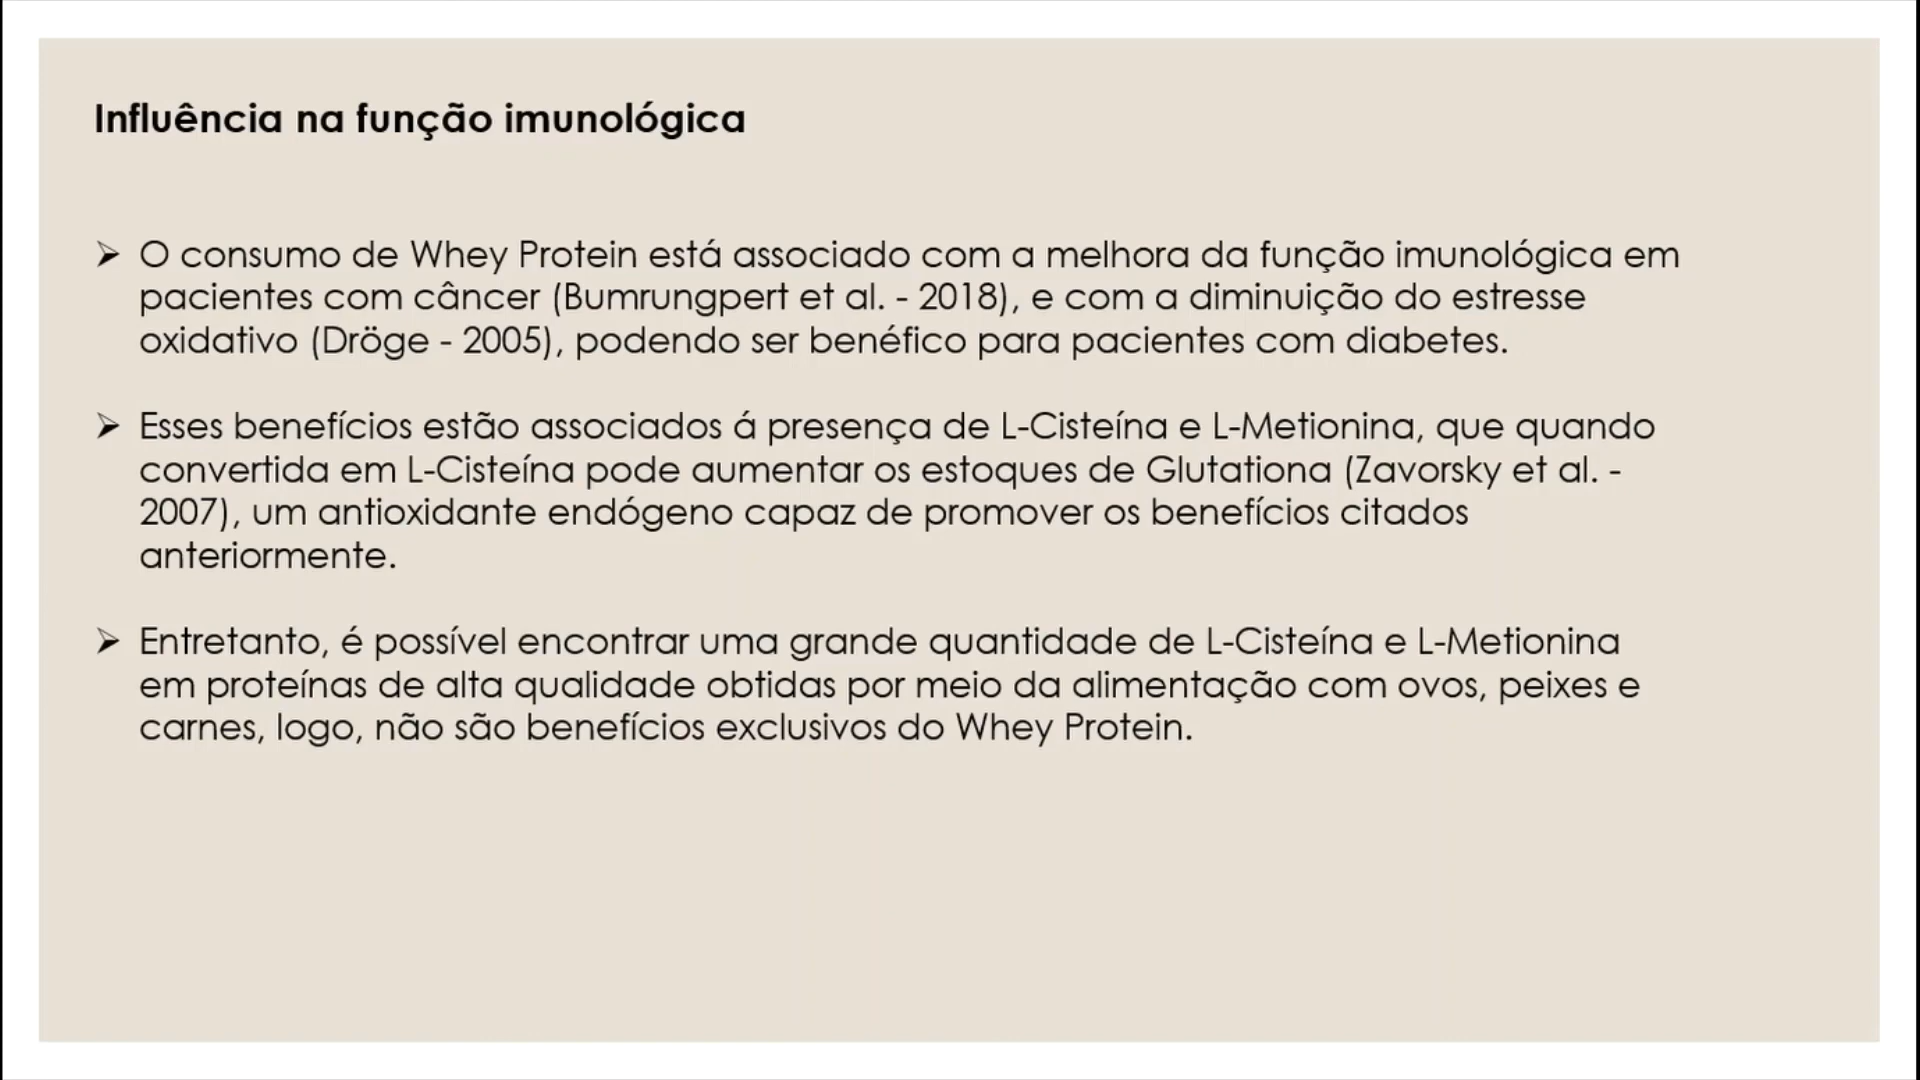 Influência na função imunológica
➢ O consumo de Whey Protein está associado com a melhora da função imunológica em
pacientes com câncer (Bumrungpert et al. - 2018), e com a diminuição do estresse
oxidativo (Dröge - 2005), podendo ser benéfico para pacientes com diabetes.
➢ Esses benefícios estão associados á presença de L-Cisteína e L-Metionina, que quando
convertida em L-Cisteína pode aumentar os estoques de Glutationa (Zavorsky et al. -
2007), um antioxidante endógeno capaz de promover os benefícios citados
anteriormente.
➢ Entretanto, é possível encontrar uma grande quantidade de L-Cisteína e L-Metionina
em proteínas de alta qualidade obtidas por meio da alimentação com ovos, peixes e
carnes, logo, não são benefícios exclusivos do Whey Protein.